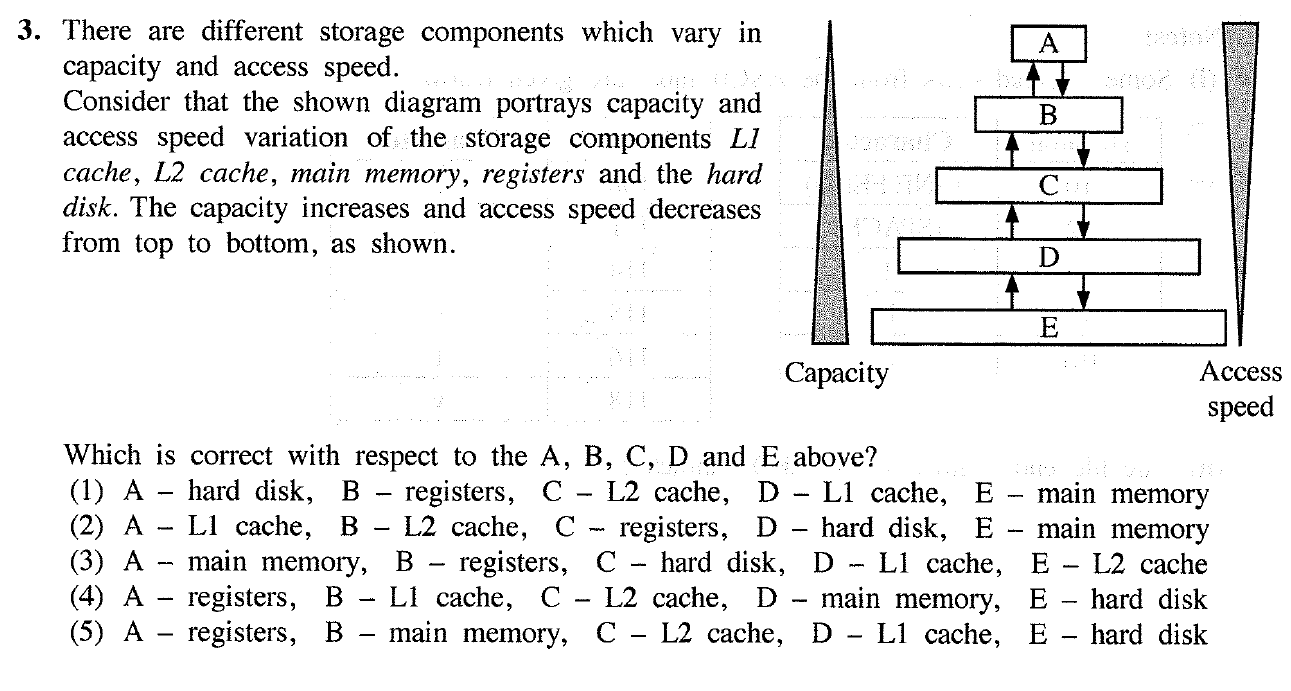 3. There are different storage components which vary in
capacity and access speed.
Consider that the shown diagram portrays capacity and
access speed variation of the storage components L1
cache, L2 cache, main memory, registers and the hard
disk. The capacity increases and access speed decreases
from top to bottom, as shown.
A
B
C
D
E
Capacity
Access
speed
Which is correct with respect to the A, B, C, D and E above?
(1) A – hard disk, B – registers, C – L2 cache, D – L1 cache, E – main memory
(2) A – L1 cache, B – L2 cache, C – registers, D – hard disk, E – main memory
(3) A – main memory, B – registers, C – hard disk, D – L1 cache, E – L2 cache
(4) A – registers, B – L1 cache, C – L2 cache, D – main memory, E – hard disk
(5) A – registers, B – main memory, C – L2 cache, D – L1 cache, E – hard disk